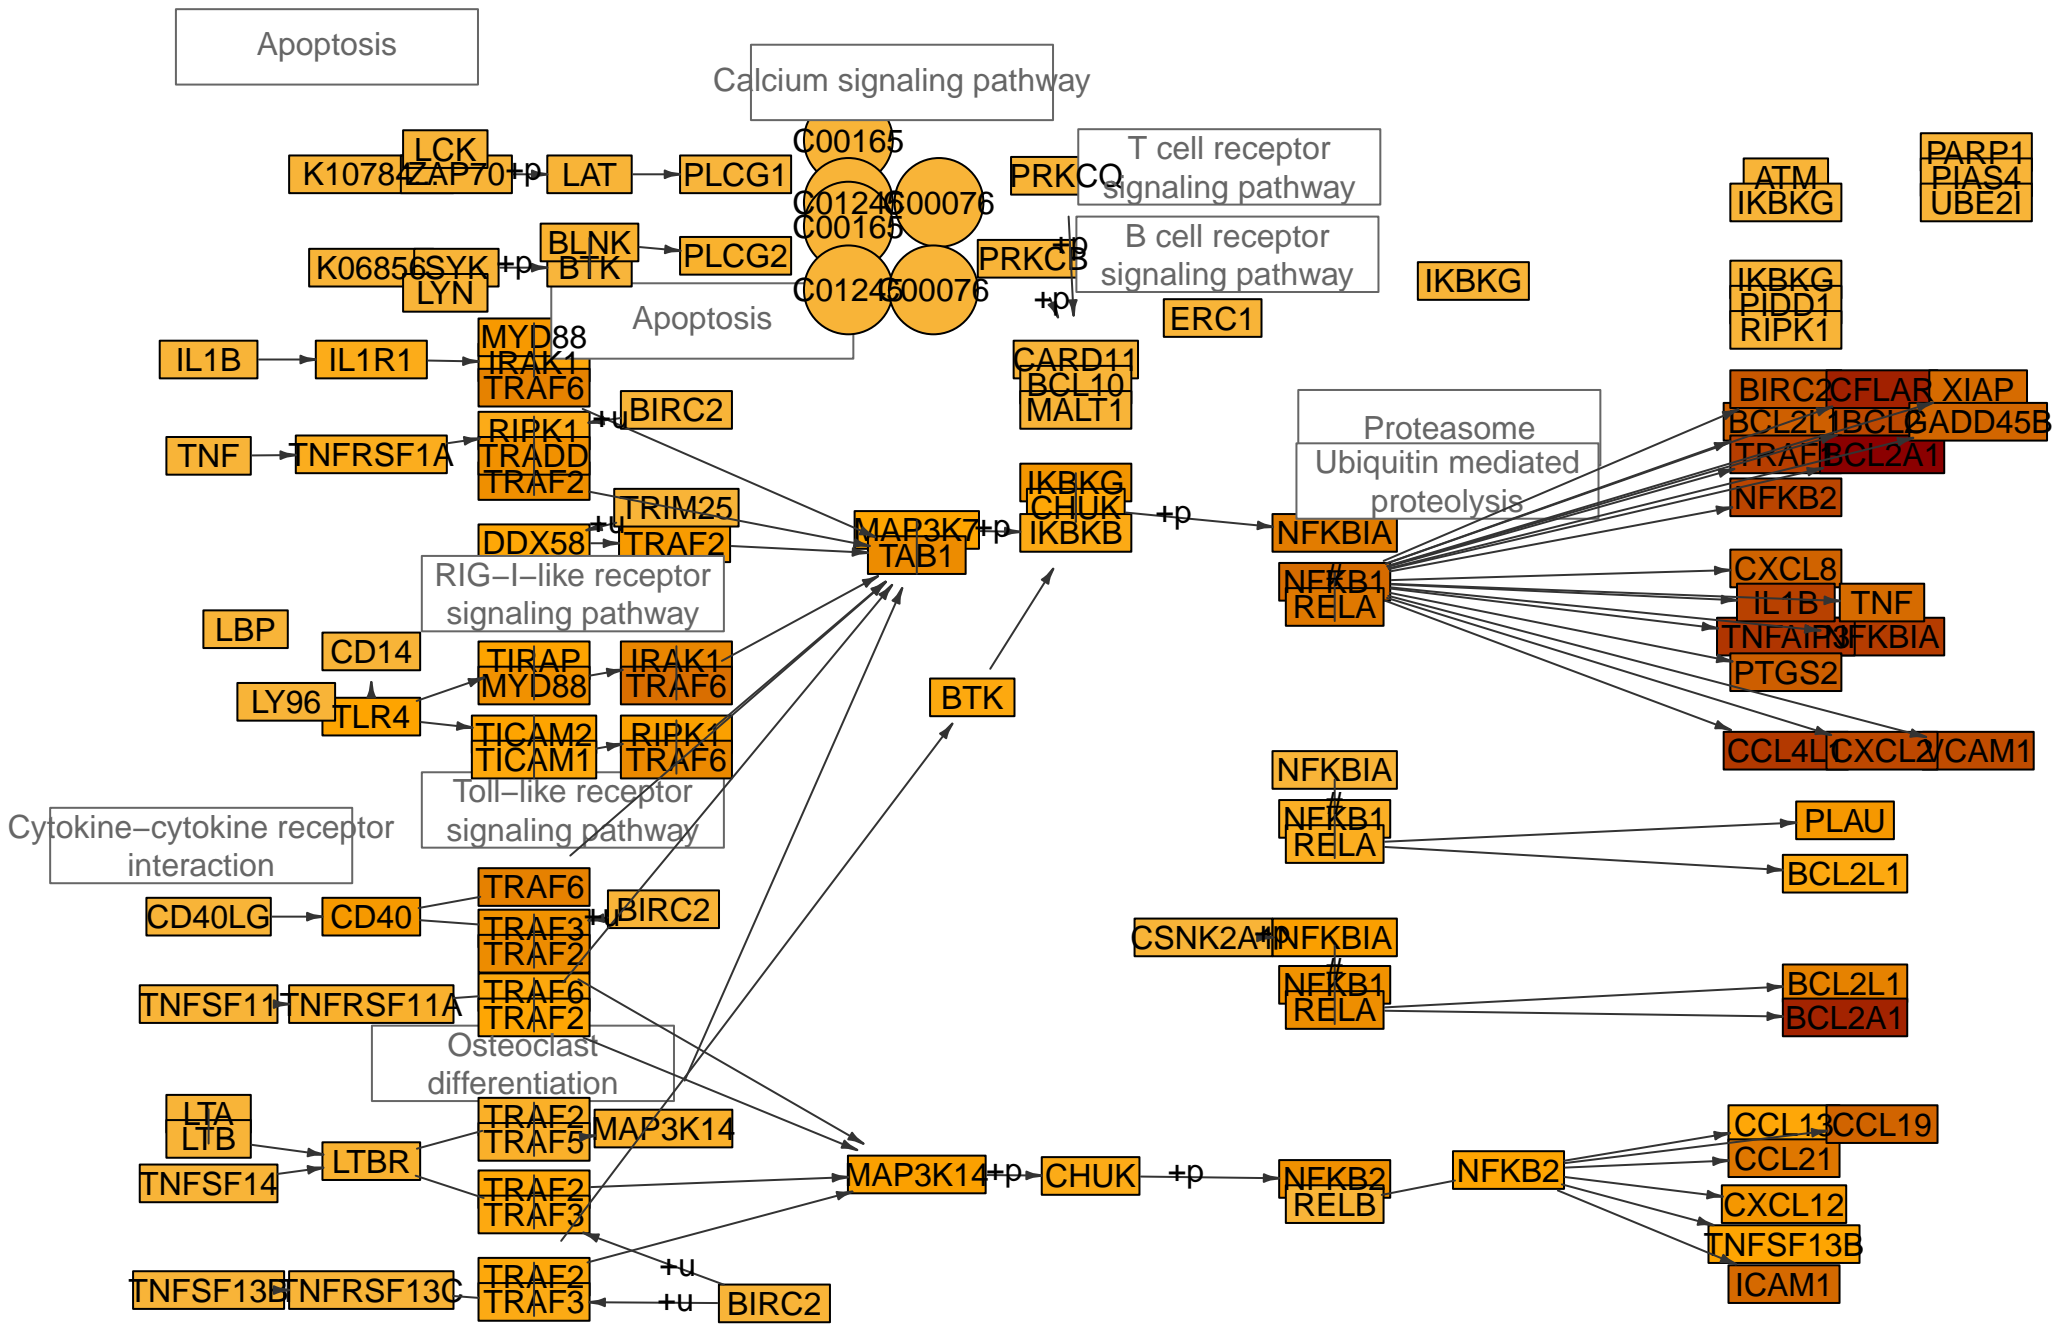 Apoptosis
Calcium signaling pathway
LCK
K10784
ZAP70
+p
LAT
PLCG1
C00165
C01246
C00076
C00165
PRKCQ
T cell receptor
signaling pathway
ATM
IKBKG
PARP1
PIAS4
UBE2I
K06856
SYK
LYN
+p
BLNK
BTK
PLCG2
C01245
C00076
PRKCB
+p
+p
B cell receptor
signaling pathway
ERC1
IKBKG
IKBKG
PIDD1
RIPK1
Apoptosis
IL1B
IL1R1
MYD88
IRAK1
TRAF6
CARD11
BCL10
MALT1
BIRC2
+u
TNF
TNFRSF1A
RIPK1
TRADD
TRAF2
Proteasome
Ubiquitin mediated
proteolysis
BIRC2
CFLAR
XIAP
BCL2L1
BCL2
GADD45B
TRAF1
BCL2A1
NFKB2
TRIM25
+u
DDX58
TRAF2
MAP3K7
TAB1
+p
IKBKG
CHUK
IKBKB
+p
NFKBIA
NFKB1
RELA
RIG−I−like receptor
signaling pathway
CXCL8
IL1B
TNF
TNFAIP3
NFKBIA
PTGS2
LBP
CD14
LY96
TLR4
TIRAP
MYD88
IRAK1
TRAF6
TICAM2
TICAM1
RIPK1
TRAF6
BTK
CCL4L1
CXCL2
VCAM1
Toll−like receptor
signaling pathway
Cytokine−cytokine receptor
interaction
NFKBIA
//
NFKB1
RELA
PLAU
BCL2L1
CD40LG
CD40
TRAF6
TRAF3
TRAF2
+u
BIRC2
CSNK2A1
+p
NFKBIA
//
NFKB1
RELA
BCL2L1
BCL2A1
TNFSF11
TNFRSF11A
TRAF6
TRAF2
Osteoclast
differentiation
LTA
LTB
TNFSF14
LTBR
TRAF2
TRAF5
MAP3K14
TRAF2
TRAF3
MAP3K14
+p
CHUK
+p
NFKB2
RELB
NFKB2
CCL13
CCL19
CCL21
CXCL12
TNFSF13B
ICAM1
TNFSF13B
TNFRSF13C
TRAF2
TRAF3
+u
+u
BIRC2